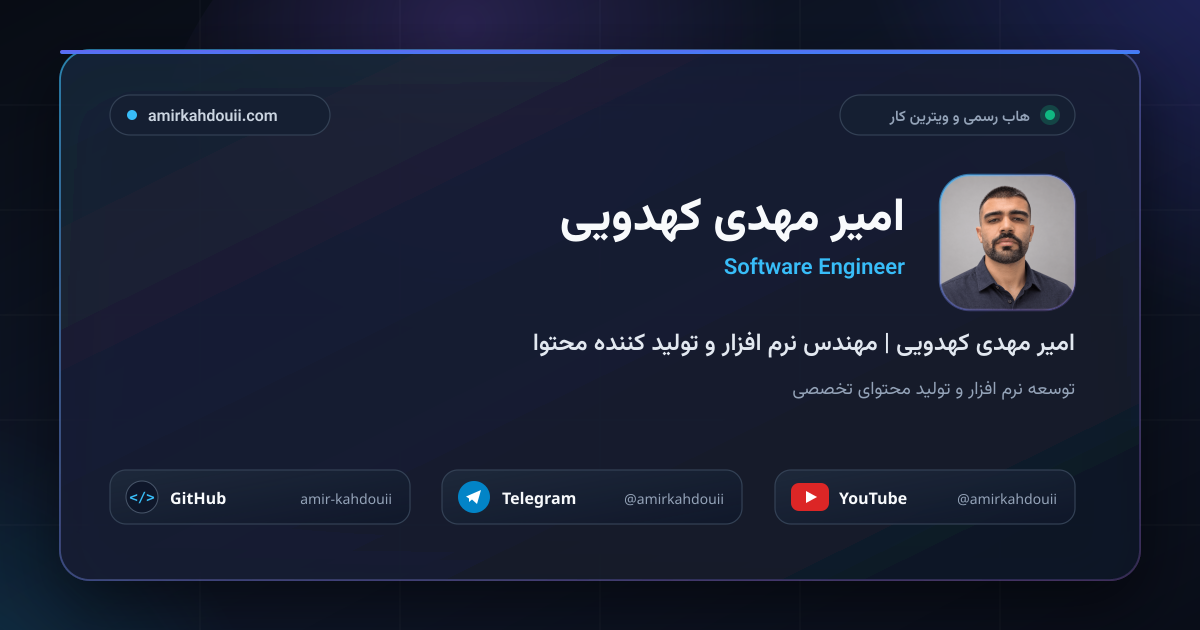 هاب رسمی و ویترین کار
amirkahdouii.com
امیر مهدی کهدویی
Software Engineer
امیر مهدی کهدویی | مهندس نرم افزار و تولید کننده محتوا
توسعه نرم افزار و تولید محتوای تخصصی
</> GitHub amir-kahdouii
Telegram @amirkahdouii
YouTube @amirkahdouii